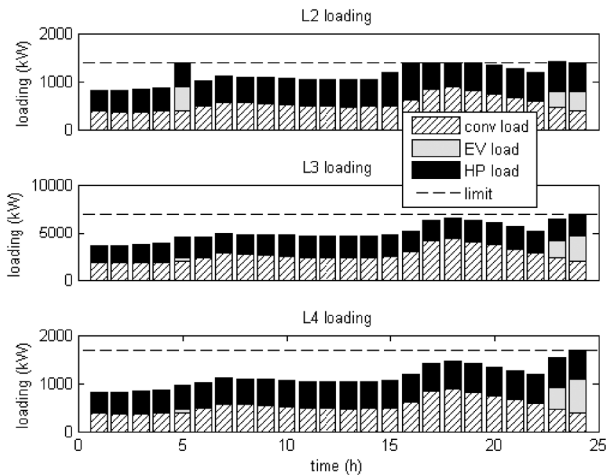 L2 loading
loading (kW)
2000
1000
0
conv load
EV load
HP load
limit
L3 loading
loading (kW)
10000
5000
0
L4 loading
loading (kW)
2000
1000
0
0 5 10 15 20 25
time (h)